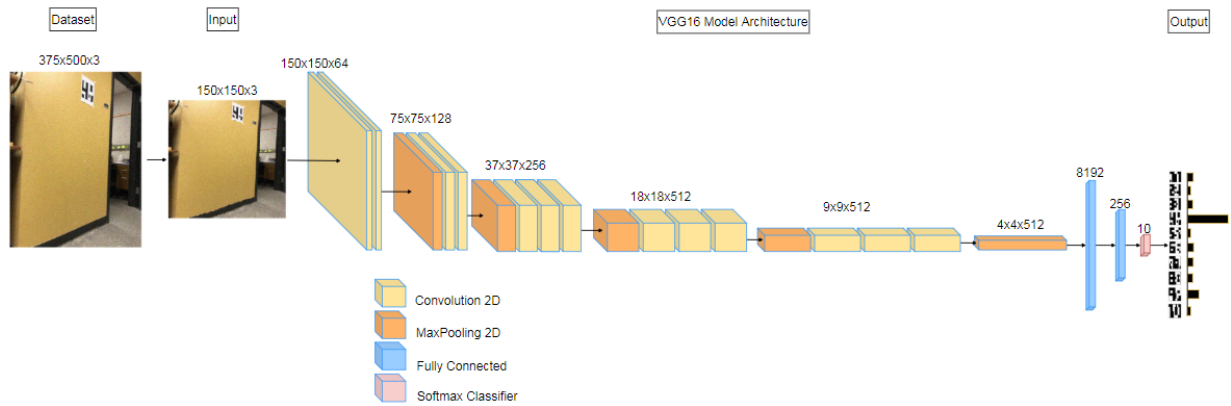 Dataset
Input
VGG16 Model Architecture
Output
375x500x3
150x150x3
150x150x64
75x75x128
37x37x256
18x18x512
9x9x512
4x4x512
8192
256
10
Convolution 2D
MaxPooling 2D
Fully Connected
Softmax Classifier